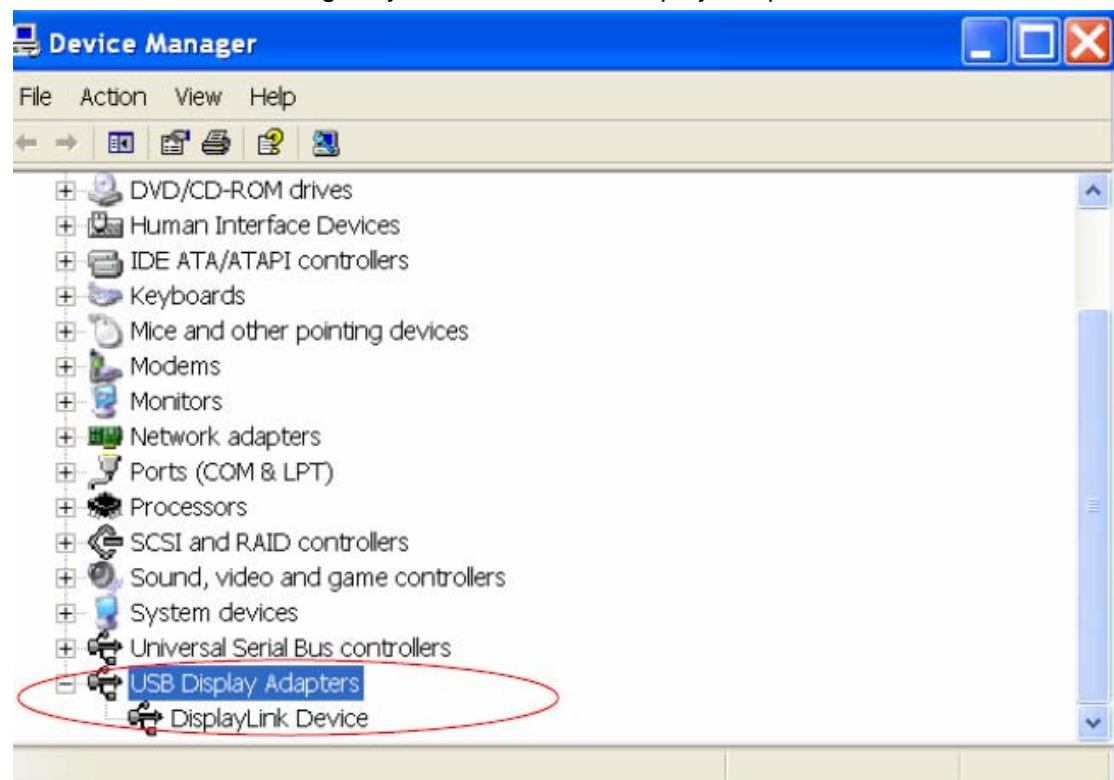 Device Manager
File Action View Help
DVD/CD-ROM drives
Human Interface Devices
IDE ATA/ATAPI controllers
Keyboards
Mice and other pointing devices
Modems
Monitors
Network adapters
Ports (COM & LPT)
Processors
SCSI and RAID controllers
Sound, video and game controllers
System devices
Universal Serial Bus controllers
USB Display Adapters
DisplayLink Device